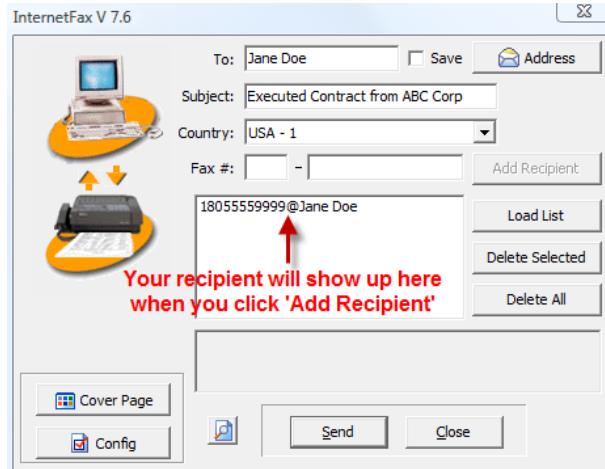 InternetFax V 7.6
To: Jane Doe Save Address
Subject: Executed Contract from ABC Corp
Country: USA - 1
Fax #: - Add Recipient
18055559999@Jane Doe
Load List
Delete Selected
Delete All
Your recipient will show up here
when you click 'Add Recipient'
Cover Page
Config
Send Close